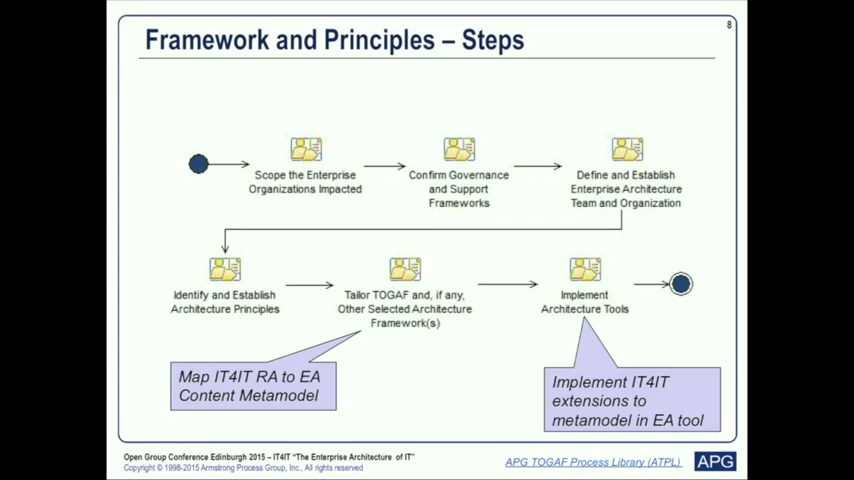 8
Framework and Principles – Steps
Scope the Enterprise
Organizations Impacted
Confirm Governance
and Support
Frameworks
Define and Establish
Enterprise Architecture
Team and Organization
Identify and Establish
Architecture Principles
Tailor TOGAF and, if any,
Other Selected Architecture
Framework(s)
Implement
Architecture Tools
Map IT4IT RA to EA
Content Metamodel
Implement IT4IT
extensions to
metamodel in EA tool
Open Group Conference Edinburgh 2015 – IT4IT "The Enterprise Architecture of IT"
Copyright © 1998-2015 Armstrong Process Group, Inc., All rights reserved
APG TOGAF Process Library (ATPL)
APG